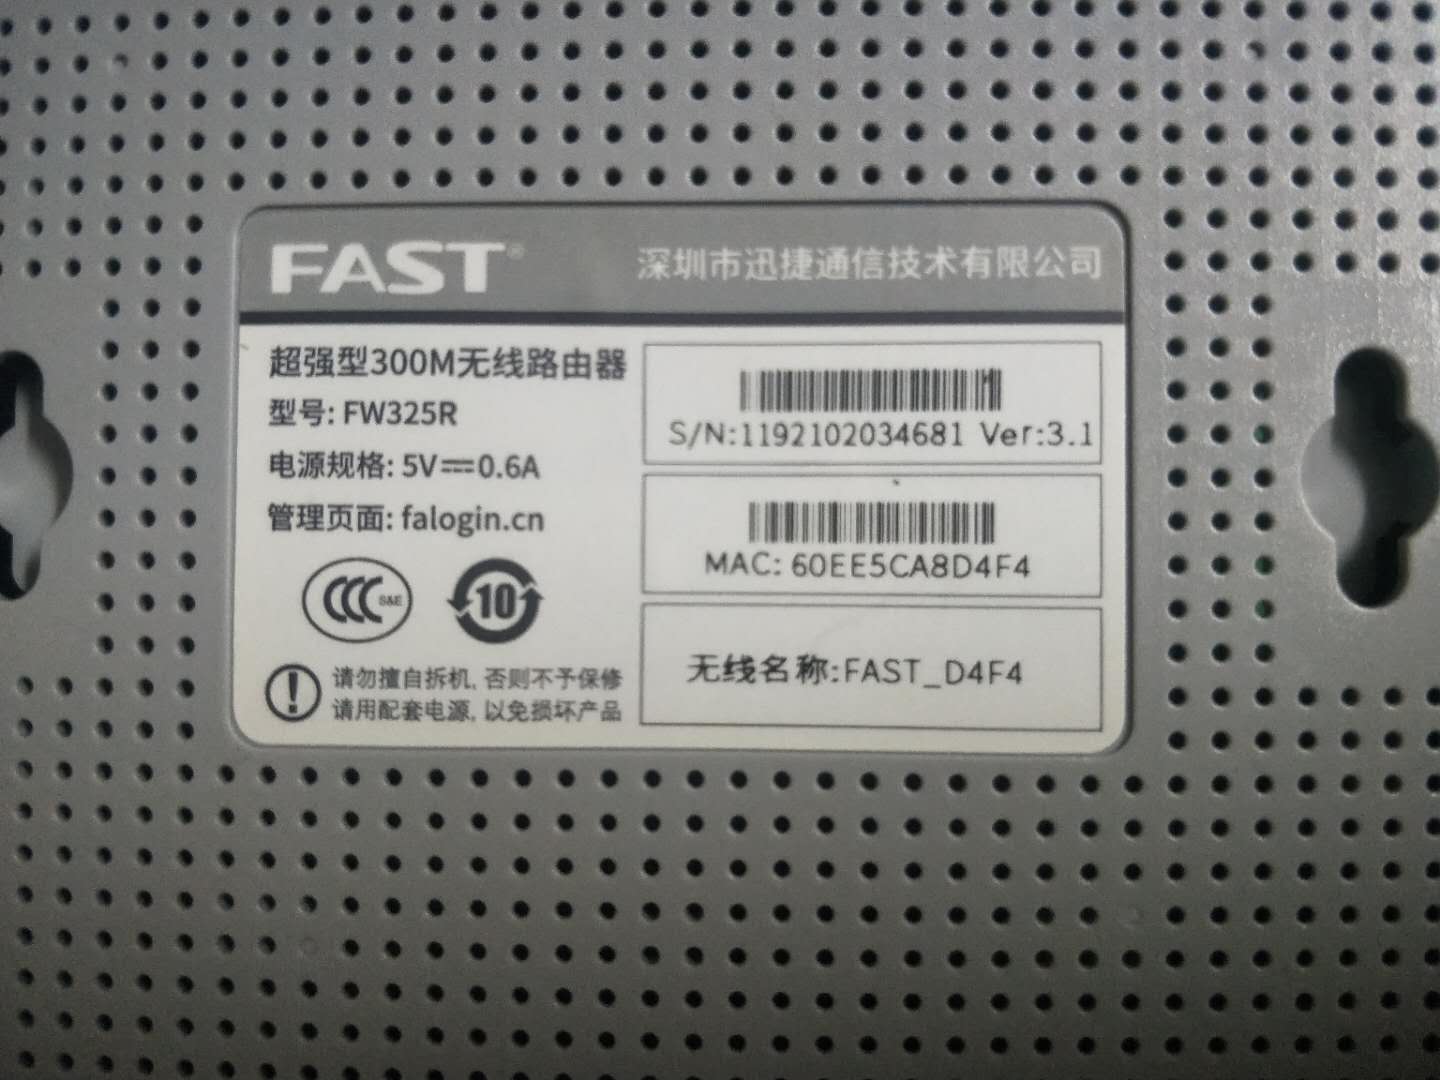 FAST®
深圳市迅捷通信技术有限公司
超强型300M无线路由器
型号: FW325R
电源规格: 5V⎓0.6A
管理页面: falogin.cn
CCC S&E
10
请勿擅自拆机, 否则不予保修
请用配套电源, 以免损坏产品
S/N:1192102034681 Ver:3.1
MAC: 60EE5CA8D4F4
无线名称:FAST_D4F4